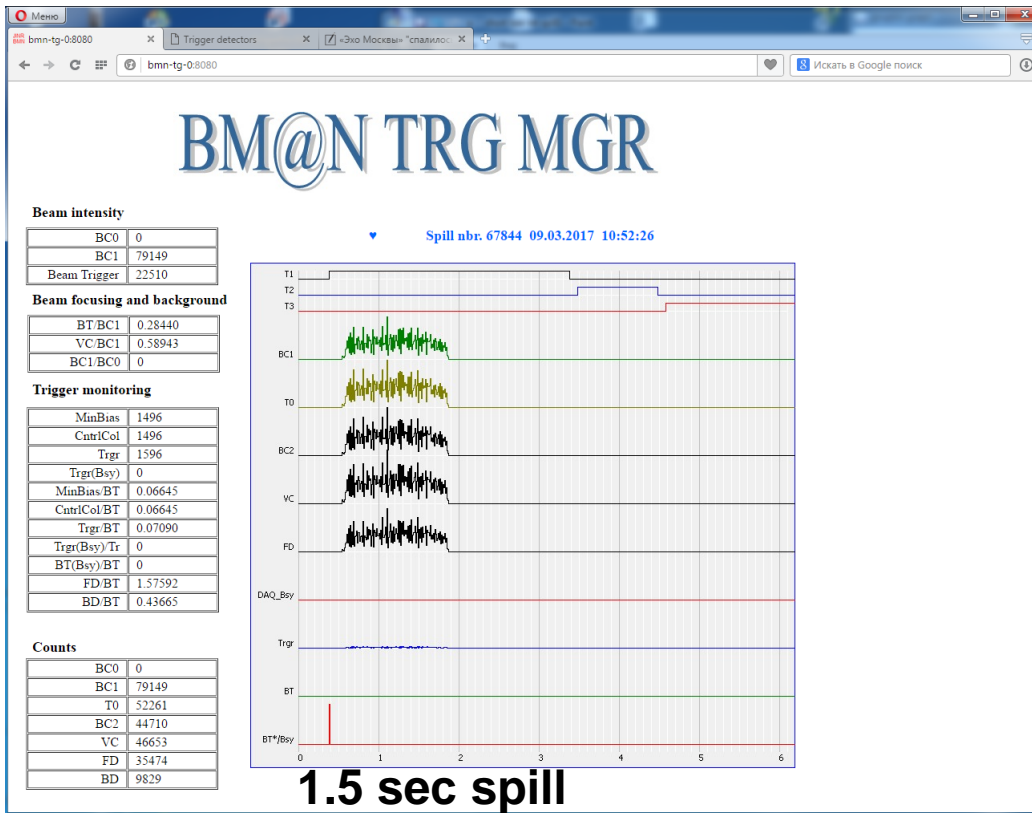 Меню
bmn-tg-0:8080
Trigger detectors
«Эхо Москвы» "спалилос
bmn-tg-0:8080
Искать в Google поиск
BM@N TRG MGR
Beam intensity
BC0 0
BC1 79149
Beam Trigger 22510
♥ Spill nbr. 67844 09.03.2017 10:52:26
Beam focusing and background
BT/BC1 0.28440
VC/BC1 0.58943
BC1/BC0 0
Trigger monitoring
MinBias 1496
CntrlCol 1496
Trgr 1596
Trgr(Bsy) 0
MinBias/BT 0.06645
CntrlCol/BT 0.06645
Trgr/BT 0.07090
Trgr(Bsy)/Tr 0
BT(Bsy)/BT 0
FD/BT 1.57592
BD/BT 0.43665
Counts
BC0 0
BC1 79149
T0 52261
BC2 44710
VC 46653
FD 35474
BD 9829
T1
T2
T3
BC1
T0
BC2
VC
FD
DAQ_Bsy
Trgr
BT
BT*/Bsy
0 1 2 3 4 5 6
1.5 sec spill